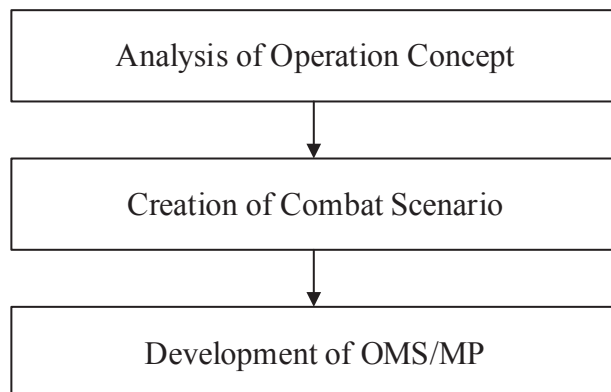 Analysis of Operation Concept
Creation of Combat Scenario
Development of OMS/MP